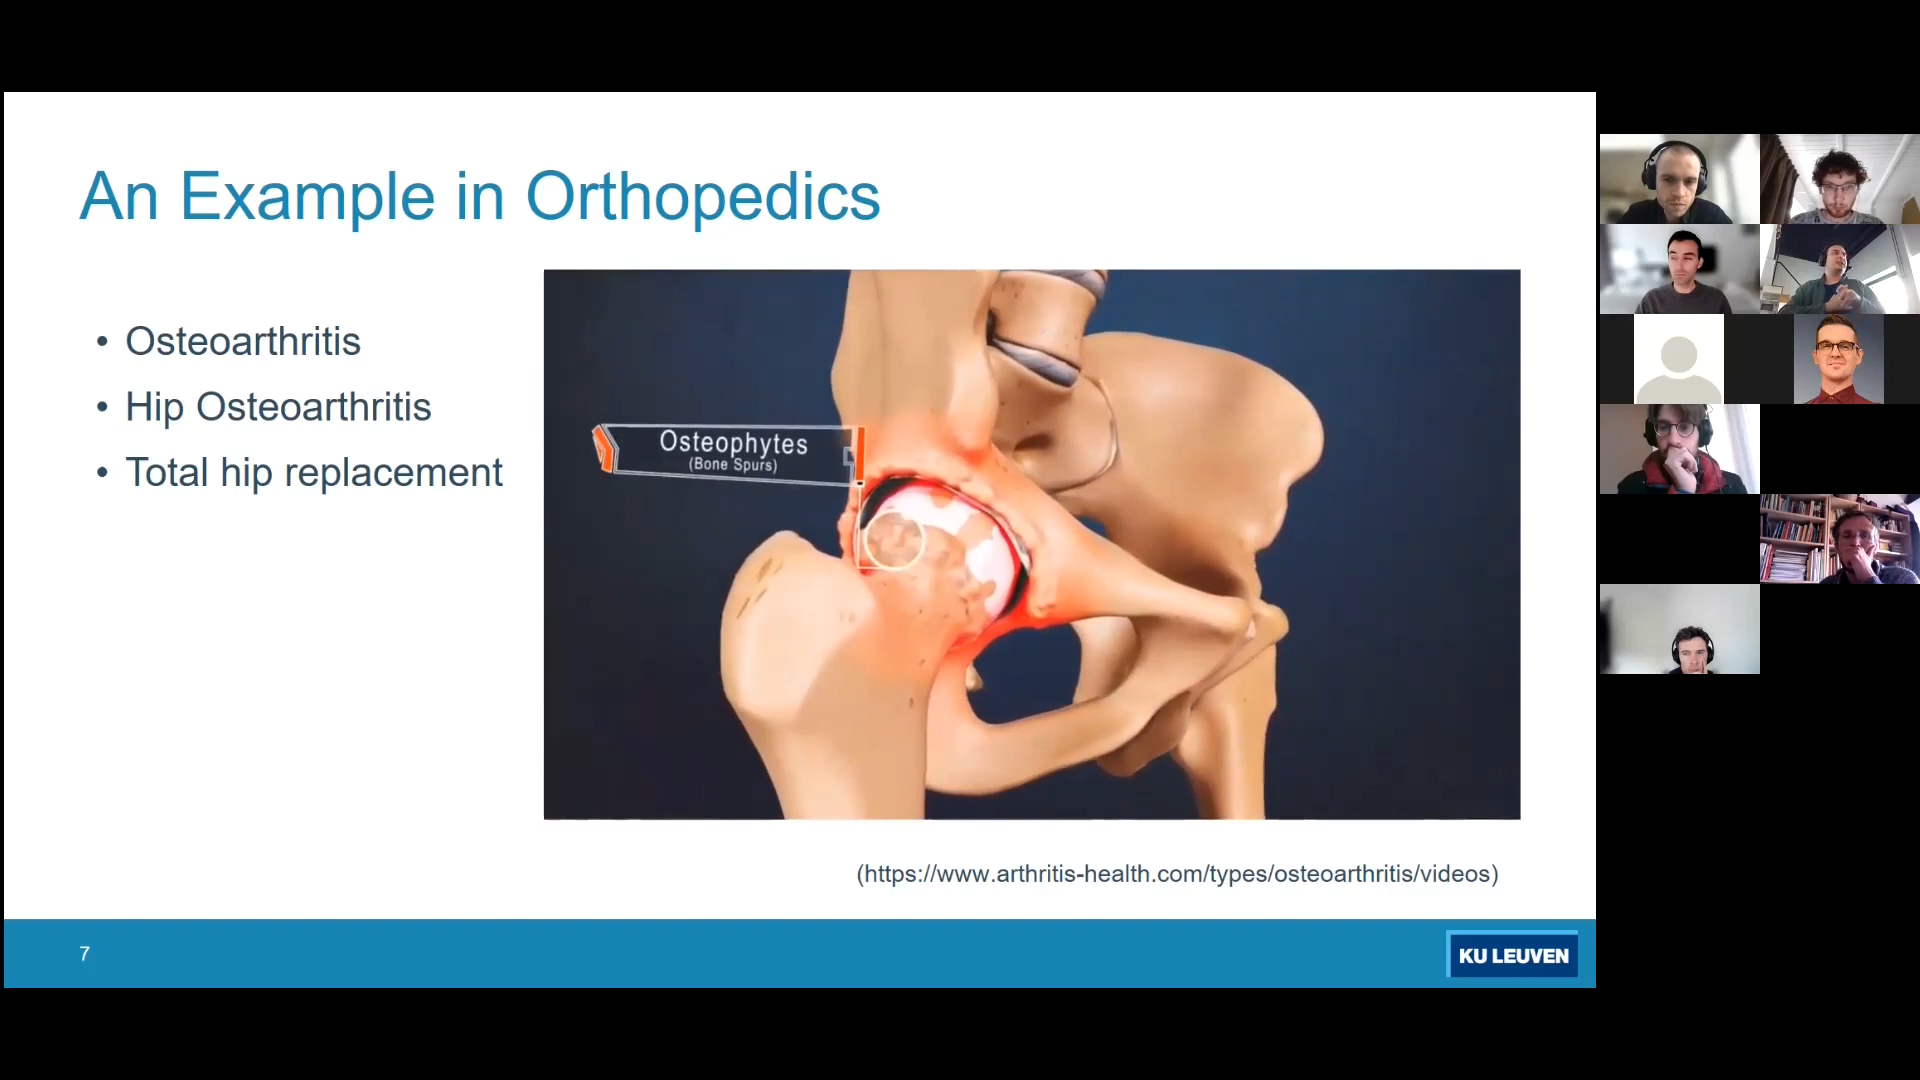 An Example in Orthopedics
• Osteoarthritis
• Hip Osteoarthritis
• Total hip replacement
Osteophytes
(Bone Spurs)
(https://www.arthritis-health.com/types/osteoarthritis/videos)
7
KU LEUVEN